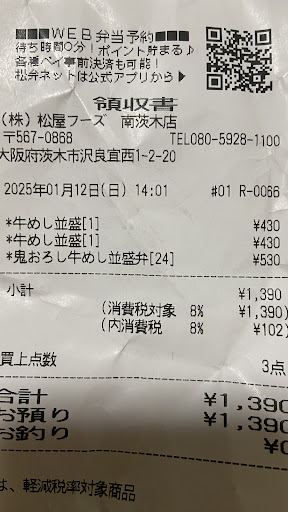 ■■■WEB弁当予約■■■
待ち時間0分！ポイント貯まる♪
各種ペイ事前決済も可能！
松弁ネットは公式アプリから▶
領収書
(株) 松屋フーズ 南茨木店
〒567-0868 TEL080-5928-1100
大阪府茨木市沢良宜西1-2-20
2025年01月12日(日) 14:01 #01 R-0066
*牛めし並盛[1] ¥430
*牛めし並盛[1] ¥430
*鬼おろし牛めし並盛弁[24] ¥530
小計 ¥1,390
(消費税対象 8% ¥1,390)
(内消費税 8% ¥102)
買上点数 3点
合計 ¥1,390
お預り ¥1,390
お釣り ¥0
は、軽減税率対象商品